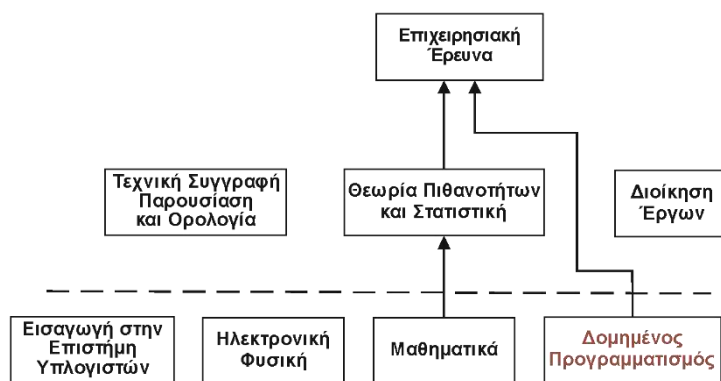 Επιχειρησιακή
Έρευνα
Τεχνική Συγγραφή
Παρουσίαση
και Ορολογία
Θεωρία Πιθανοτήτων
και Στατιστική
Διοίκηση
Έργων
Εισαγωγή στην
Επιστήμη
Υπλογιστών
Ηλεκτρονική
Φυσική
Μαθηματικά
Δομημένος
Προγραμματισμός